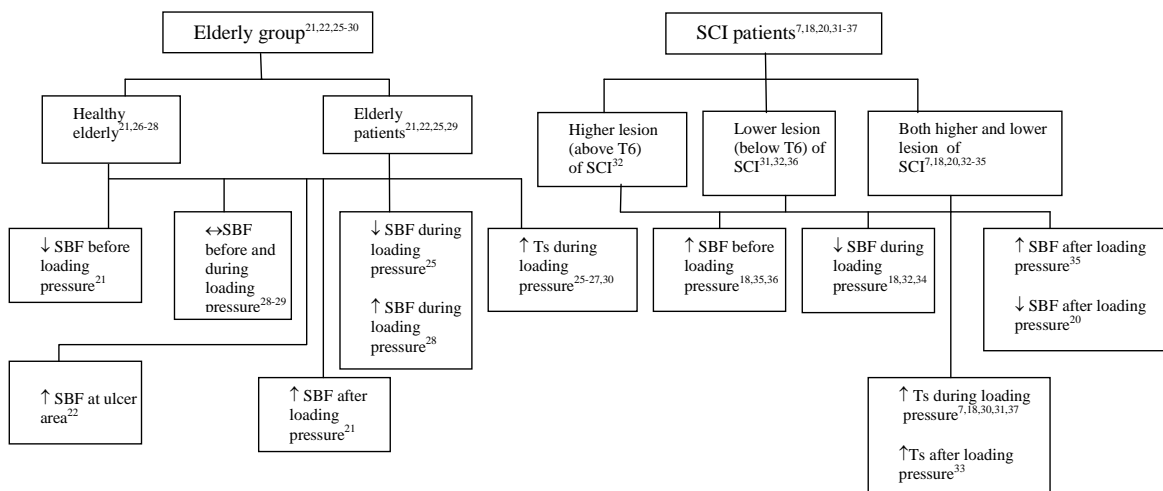 Elderly group21,22,25-30
SCI patients7,18,20,31-37
Healthy
elderly21,26-28
Elderly
patients21,22,25,29
Higher lesion
(above T6)
of SCI32
Lower lesion
(below T6) of
SCI31,32,36
Both higher and lower
lesion of
SCI7,18,20,32-35
↓ SBF before
loading
pressure21
↔SBF
before and
during
loading
pressure28-29
↓ SBF during
loading
pressure25
↑ SBF during
loading
pressure28
↑ Ts during
loading
pressure25-27,30
↑ SBF before
loading
pressure18,35,36
↓ SBF during
loading
pressure18,32,34
↑ SBF after loading
pressure35
↓ SBF after loading
pressure20
↑ SBF at ulcer
area22
↑ SBF after
loading
pressure21
↑ Ts during loading
pressure7,18,30,31,37
↑Ts after loading
pressure33